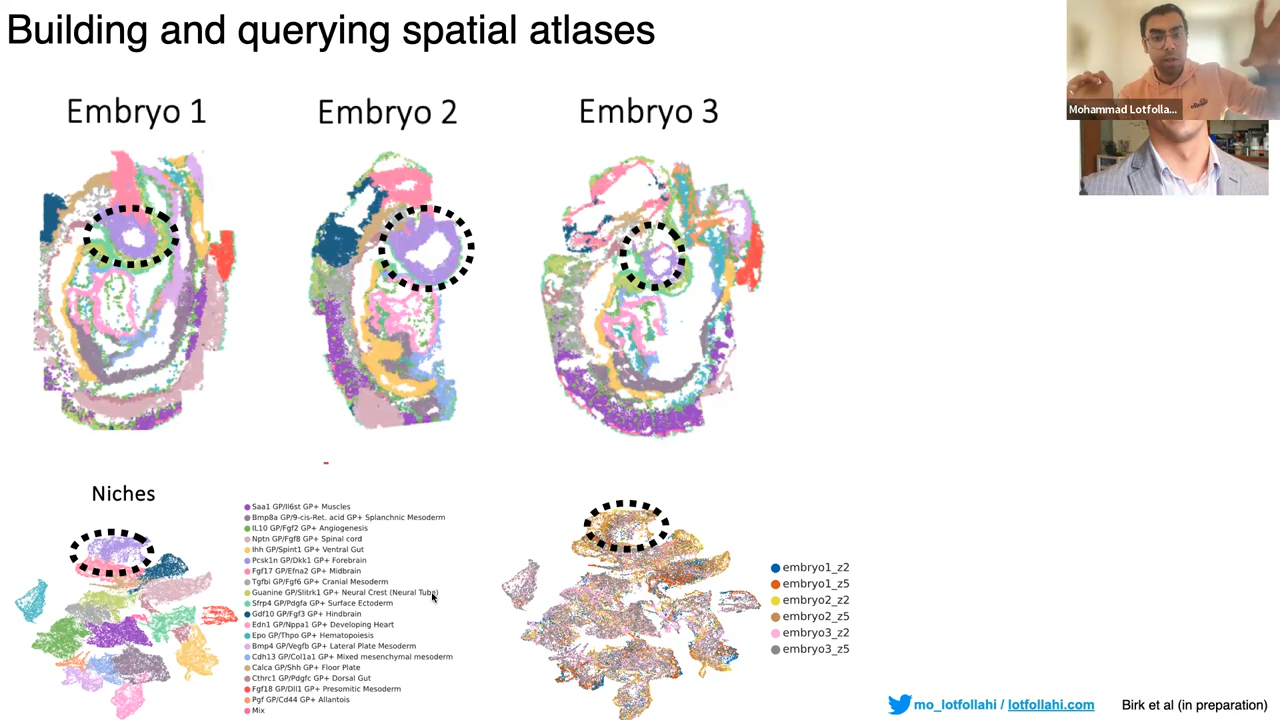 Building and querying spatial atlases
Mohammad Lotfolla...
Embryo 1
Embryo 2
Embryo 3
Niches
Saa1 GP/Il6st GP+ Muscles
Bmp8a GP/9-cis-Ret. acid GP+ Splanchnic Mesoderm
IL10 GP/Fgf2 GP+ Angiogenesis
Nptn GP/Fgf8 GP+ Spinal cord
Ihh GP/Spint1 GP+ Ventral Gut
Pcsk1n GP/Dkk1 GP+ Forebrain
Fgf17 GP/Efna2 GP+ Midbrain
Tgfbi GP/Fgf6 GP+ Cranial Mesoderm
Guanine GP/Slitrk1 GP+ Neural Crest (Neural Tube)
Sfrp4 GP/Pdgfa GP+ Surface Ectoderm
Gdf10 GP/Fgf3 GP+ Hindbrain
Edn1 GP/Nppa1 GP+ Developing Heart
Epo GP/Thpo GP+ Hematopoiesis
Bmp4 GP/Vegfb GP+ Lateral Plate Mesoderm
Cdh13 GP/Col1a1 GP+ Mixed mesenchymal mesoderm
Calca GP/Shh GP+ Floor Plate
Cthrc1 GP/Pdgfc GP+ Dorsal Gut
Fgf18 GP/Dll1 GP+ Presomitic Mesoderm
Pgf GP/Cd44 GP+ Allantois
Mix
embryo1_z2
embryo1_z5
embryo2_z2
embryo2_z5
embryo3_z2
embryo3_z5
mo_lotfollahi / lotfollahi.com
Birk et al (in preparation)